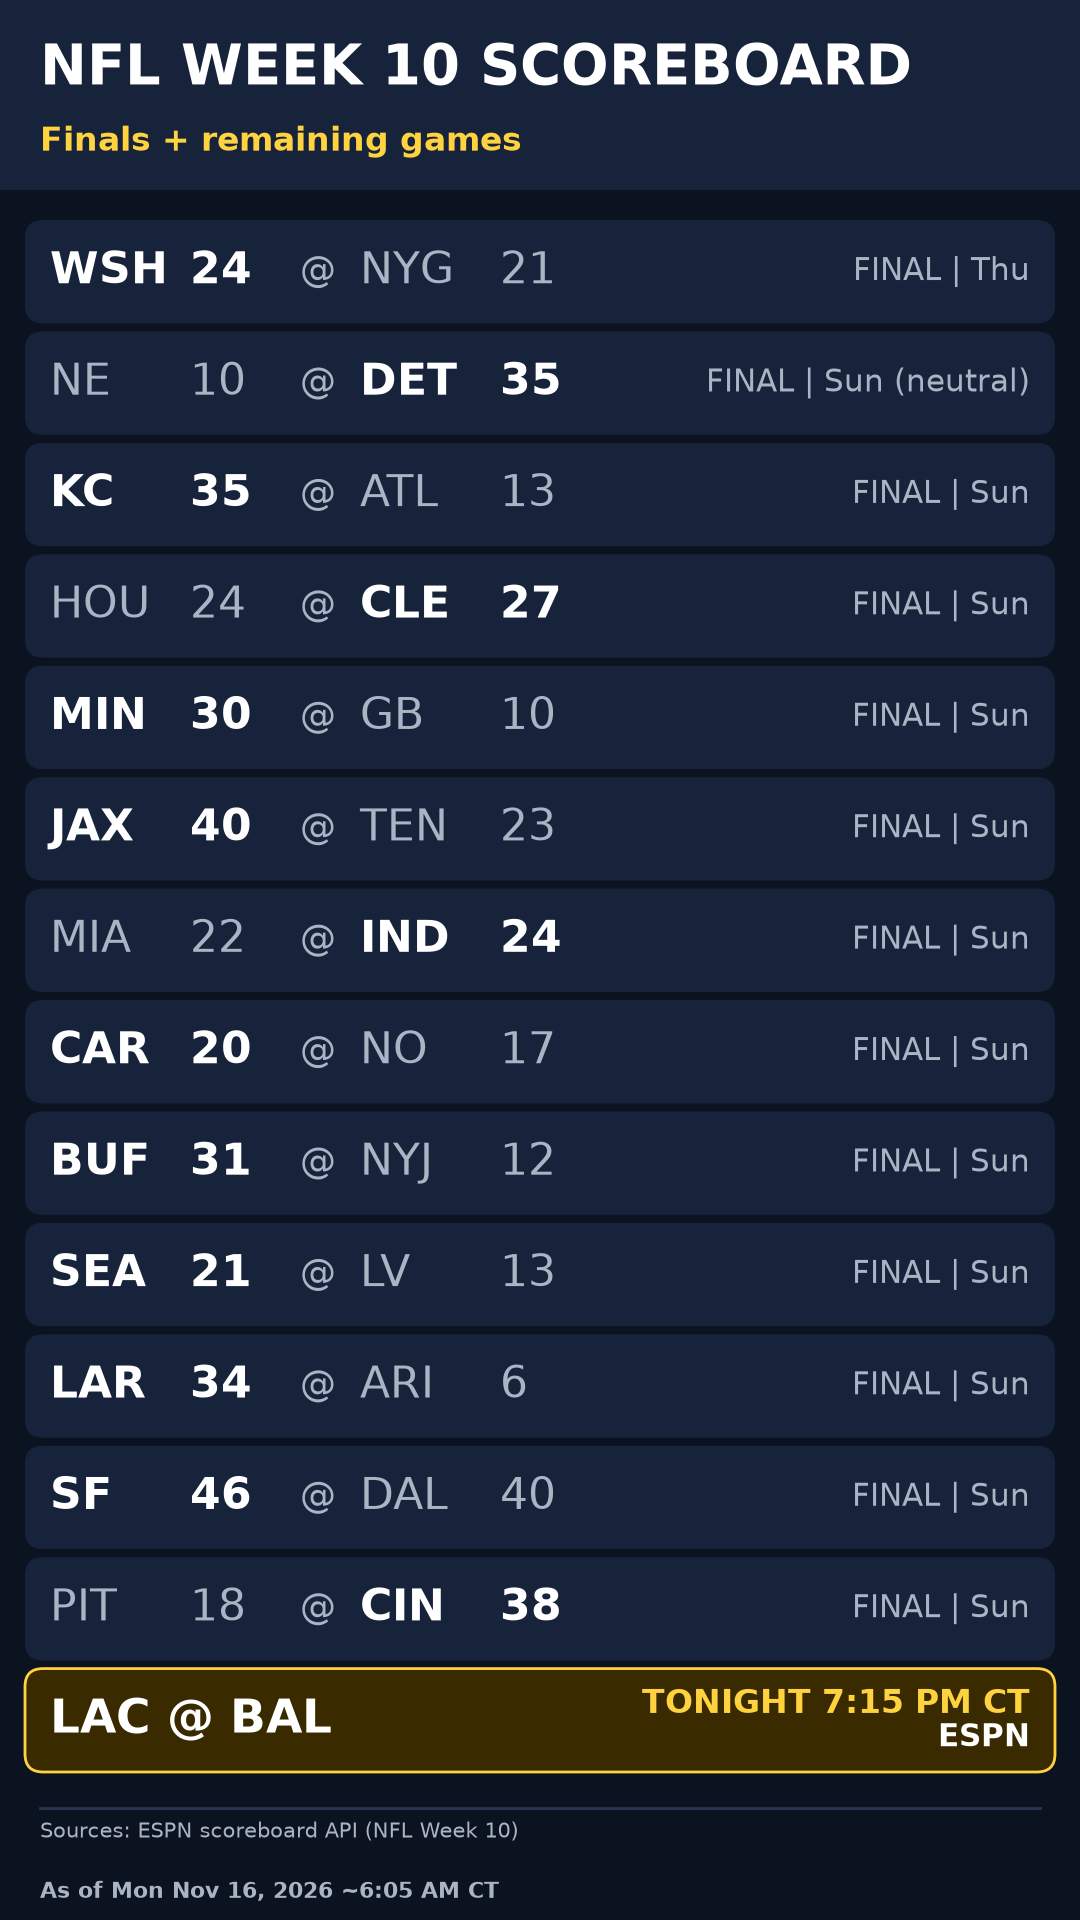 NFL WEEK 10 SCOREBOARD
Finals + remaining games
WSH 24 @ NYG 21 FINAL | Thu
NE 10 @ DET 35 FINAL | Sun (neutral)
KC 35 @ ATL 13 FINAL | Sun
HOU 24 @ CLE 27 FINAL | Sun
MIN 30 @ GB 10 FINAL | Sun
JAX 40 @ TEN 23 FINAL | Sun
MIA 22 @ IND 24 FINAL | Sun
CAR 20 @ NO 17 FINAL | Sun
BUF 31 @ NYJ 12 FINAL | Sun
SEA 21 @ LV 13 FINAL | Sun
LAR 34 @ ARI 6 FINAL | Sun
SF 46 @ DAL 40 FINAL | Sun
PIT 18 @ CIN 38 FINAL | Sun
LAC @ BAL TONIGHT 7:15 PM CT
ESPN
Sources: ESPN scoreboard API (NFL Week 10)
As of Mon Nov 16, 2026 ~6:05 AM CT